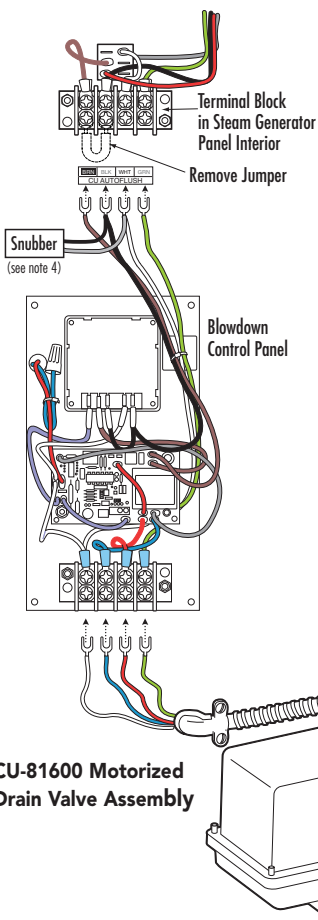 Terminal Block
in Steam Generator
Panel Interior
Remove Jumper
BRN BLK WHT GRN
CU AUTOFLUSH
Snubber
(see note 4)
Blowdown
Control Panel
CU-81600 Motorized
Drain Valve Assembly